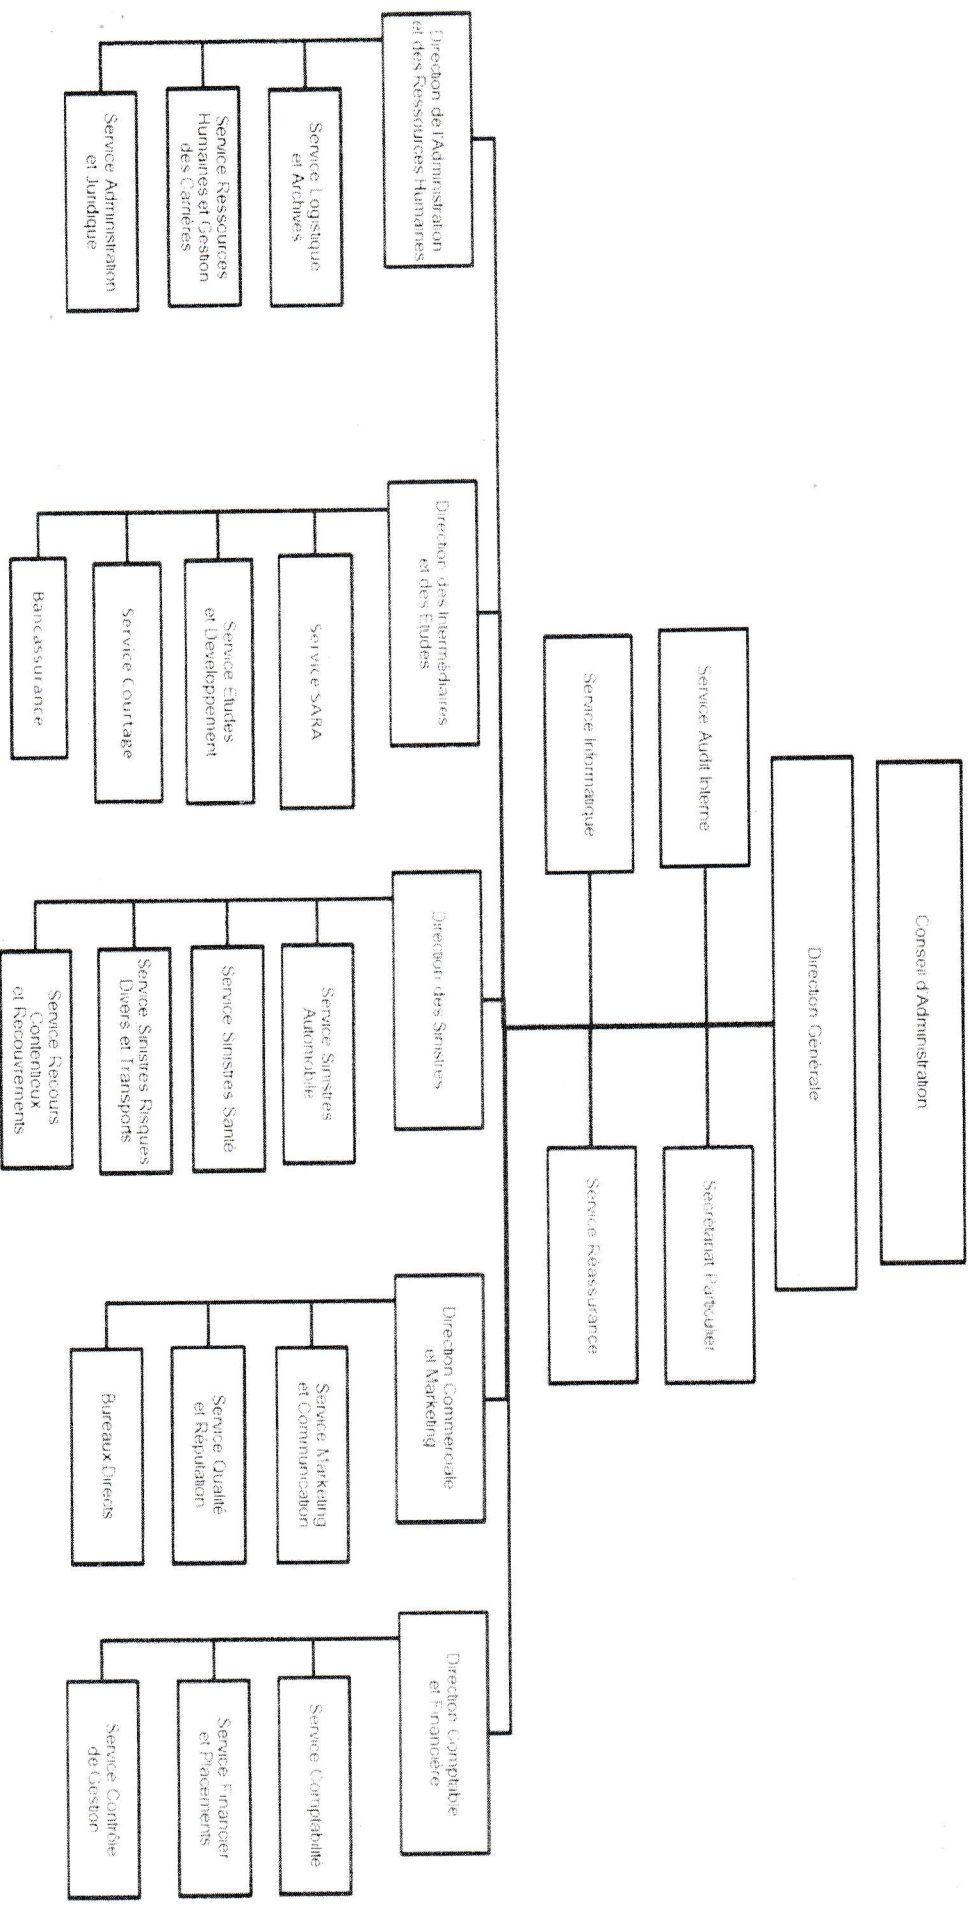 Conseil d'Administration
Direction Générale
Service Audit Interne
Secrétariat Particulier
Service Informatique
Service Réassurance
Direction de l'Administration
et des Ressources Humaines
Service Logistique
et Archives
Service Ressources
Humaines et Gestion
des Carrières
Service Administration
et Juridique
Direction des Intermédiaires
et des Etudes
Service SARA
Service Etudes
et Developpement
Service Courtage
Bancassurance
Direction des Sinistres
Service Sinistres
Automobile
Service Sinistres Santé
Service Sinistres Risques
Divers et Transports
Service Recours
Contentieux
et Recouvrements
Direction Commerciale
et Marketing
Service Marketing
et Communication
Service Qualité
et Réputation
Bureaux Directs
Direction Comptable
et Financière
Service Comptabilité
Service Financier
et Placements
Service Contrôle
de Gestion